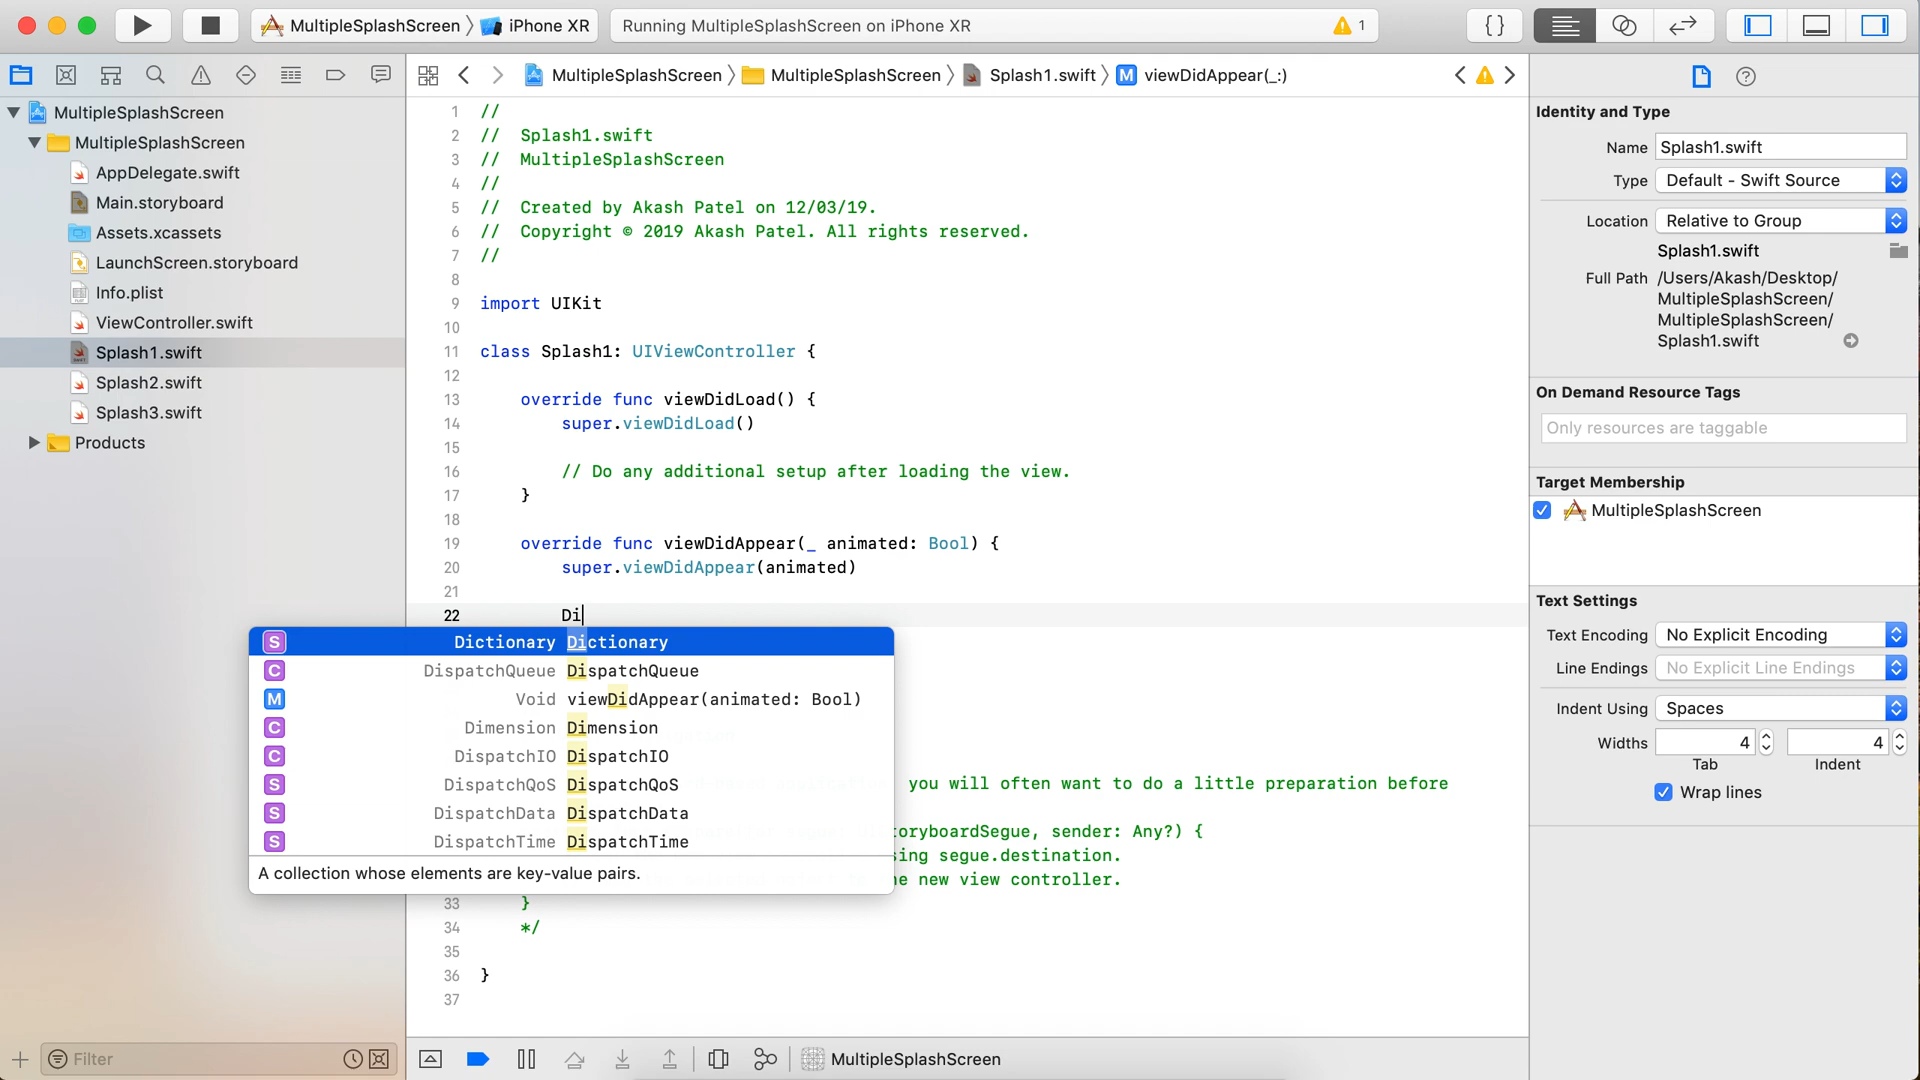 MultipleSplashScreen 〉 iPhone XR
Running MultipleSplashScreen on iPhone XR
1
MultipleSplashScreen 〉 MultipleSplashScreen 〉 Splash1.swift 〉 M viewDidAppear(_:)
MultipleSplashScreen
MultipleSplashScreen
AppDelegate.swift
Main.storyboard
Assets.xcassets
LaunchScreen.storyboard
Info.plist
ViewController.swift
Splash1.swift
Splash2.swift
Splash3.swift
Products
Filter
1 //
2 // Splash1.swift
3 // MultipleSplashScreen
4 //
5 // Created by Akash Patel on 12/03/19.
6 // Copyright © 2019 Akash Patel. All rights reserved.
7 //
8
9 import UIKit
10
11 class Splash1: UIViewController {
12
13 override func viewDidLoad() {
14 super.viewDidLoad()
15
16 // Do any additional setup after loading the view.
17 }
18
19 override func viewDidAppear(_ animated: Bool) {
20 super.viewDidAppear(animated)
21
22 Di
S Dictionary Dictionary
C DispatchQueue DispatchQueue
M Void viewDidAppear(animated: Bool)
C Dimension Dimension
C DispatchIO DispatchIO
S DispatchQoS DispatchQoS
S DispatchData DispatchData
S DispatchTime DispatchTime
A collection whose elements are key-value pairs.
you will often want to do a little preparation before
toryboardSegue, sender: Any?) {
sing segue.destination.
he new view controller.
33 }
34 */
35
36 }
37
MultipleSplashScreen
Identity and Type
Name Splash1.swift
Type Default - Swift Source
Location Relative to Group
Splash1.swift
Full Path /Users/Akash/Desktop/
MultipleSplashScreen/
MultipleSplashScreen/
Splash1.swift
On Demand Resource Tags
Only resources are taggable
Target Membership
MultipleSplashScreen
Text Settings
Text Encoding No Explicit Encoding
Line Endings No Explicit Line Endings
Indent Using Spaces
Widths 4 4
Tab Indent
Wrap lines